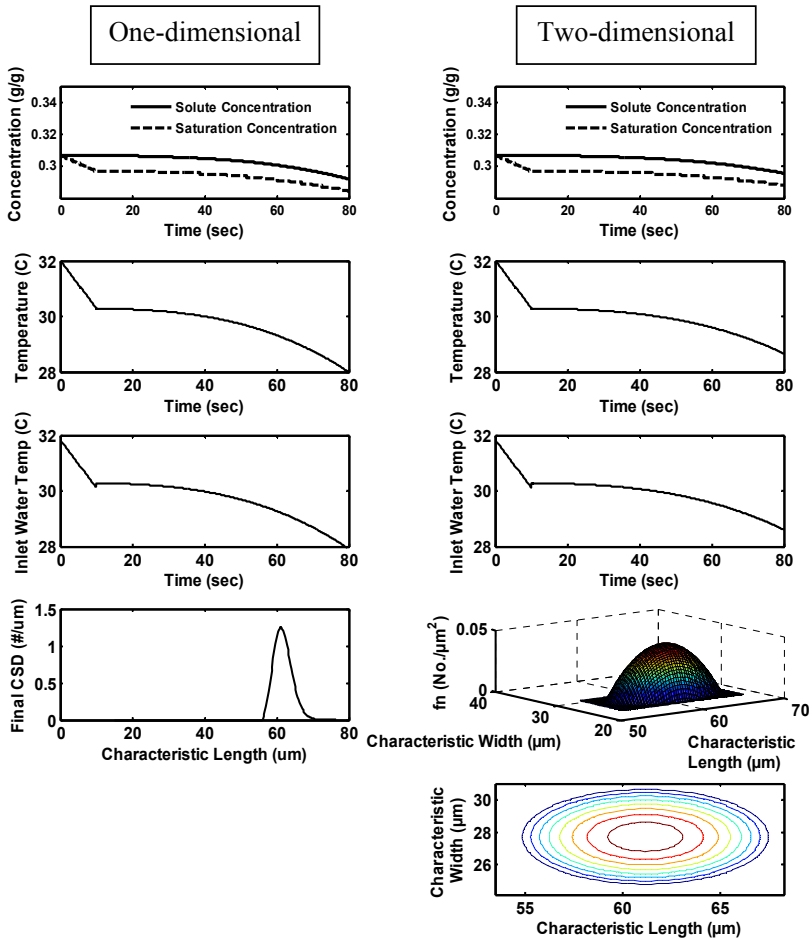 One-dimensional
Concentration (g/g)
0.34
0.32
0.3
Solute Concentration
Saturation Concentration
0 20 40 60 80
Time (sec)
Temperature (C)
32
30
28
0 20 40 60 80
Time (sec)
Inlet Water Temp (C)
32
30
28
0 20 40 60 80
Time (sec)
Final CSD (#/um)
1.5
1
0.5
0
0 20 40 60 80
Characteristic Length (um)
Two-dimensional
Concentration (g/g)
0.34
0.32
0.3
Solute Concentration
Saturation Concentration
0 20 40 60 80
Time (sec)
Temperature (C)
32
30
28
0 20 40 60 80
Time (sec)
Inlet Water Temp (C)
32
30
28
0 20 40 60 80
Time (sec)
fn (No./µm²)
0.05
0
40
30
20
50
60
70
Characteristic Width (µm)
Characteristic
Length (µm)
Characteristic
Width (µm)
30
28
26
55 60 65
Characteristic Length (µm)